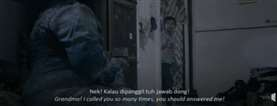 Nek! Kalau dipanggil tuh jawab dong!
Grandma! I called you so many times, you should answered me!